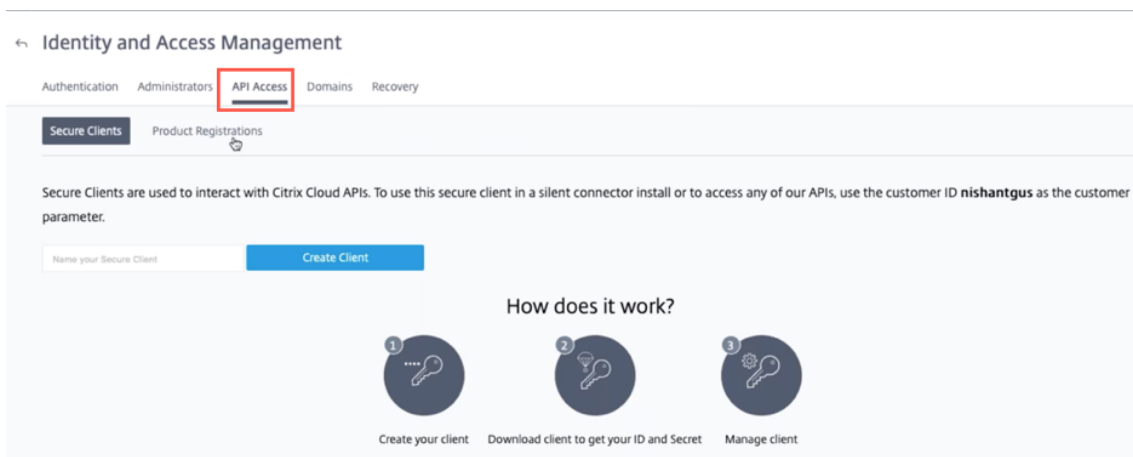 Identity and Access Management
Authentication Administrators API Access Domains Recovery
Secure Clients Product Registrations
Secure Clients are used to interact with Citrix Cloud APIs. To use this secure client in a silent connector install or to access any of our APIs, use the customer ID nishantgus as the customer
parameter.
Name your Secure Client Create Client
How does it work?
1 2 3
Create your client Download client to get your ID and Secret Manage client